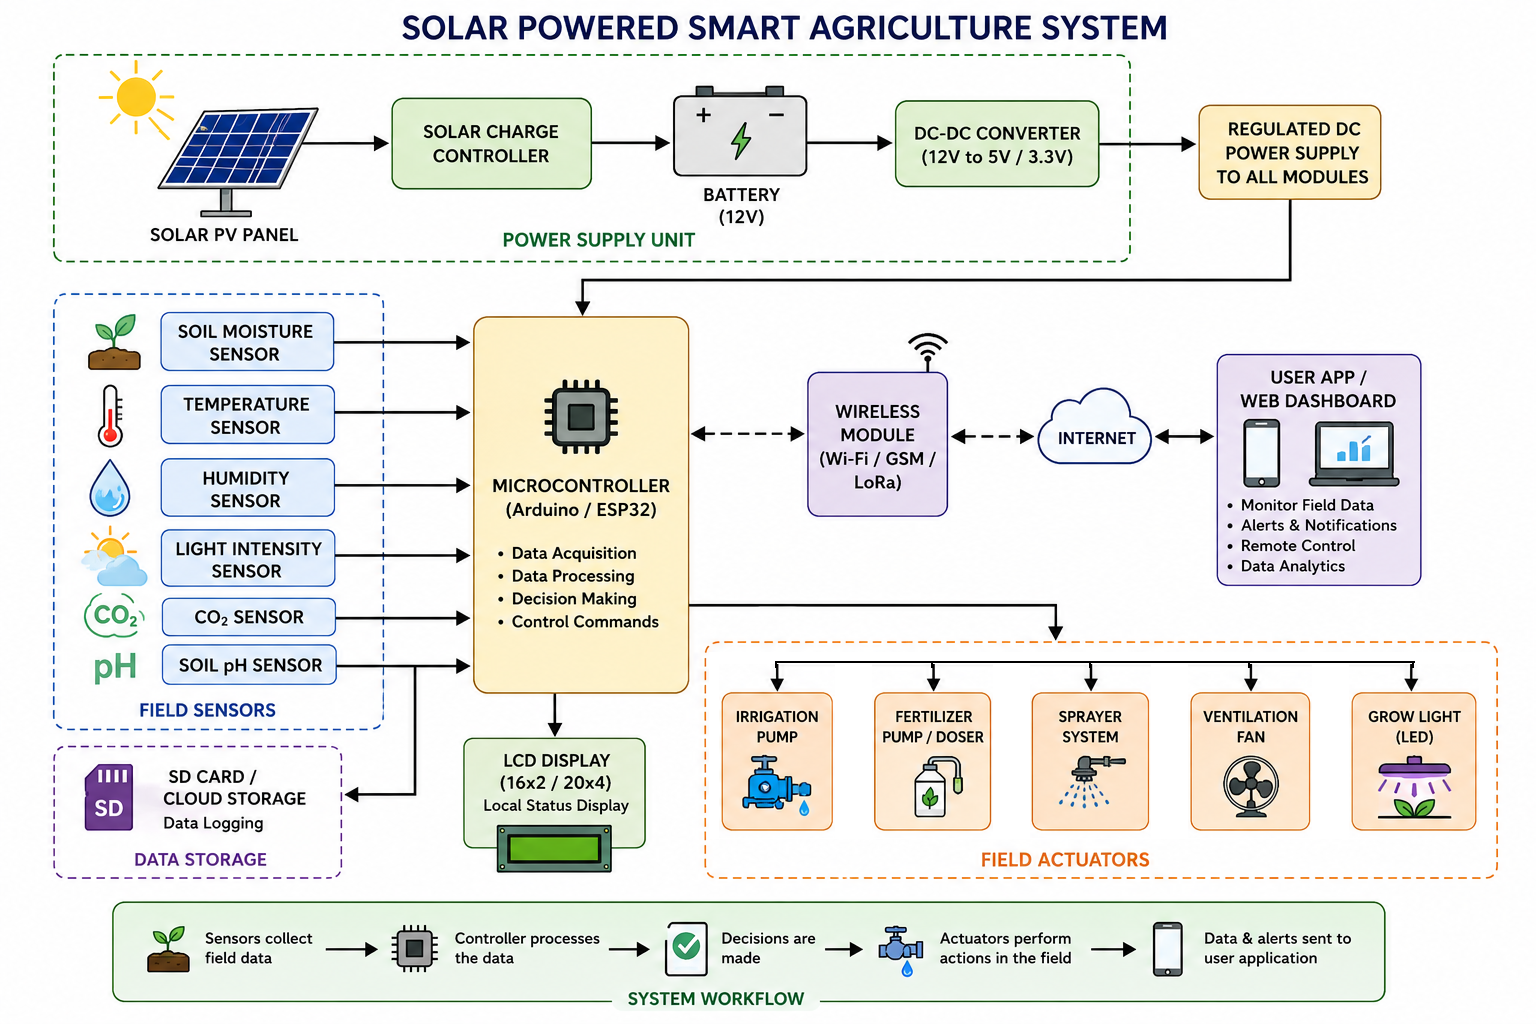 SOLAR POWERED SMART AGRICULTURE SYSTEM
SOLAR CHARGE
CONTROLLER
+ −
BATTERY
(12V)
DC-DC CONVERTER
(12V to 5V / 3.3V)
REGULATED DC
POWER SUPPLY
TO ALL MODULES
SOLAR PV PANEL
POWER SUPPLY UNIT
SOIL MOISTURE
SENSOR
TEMPERATURE
SENSOR
HUMIDITY
SENSOR
LIGHT INTENSITY
SENSOR
CO₂
CO₂ SENSOR
pH
SOIL pH SENSOR
FIELD SENSORS
MICROCONTROLLER
(Arduino / ESP32)
• Data Acquisition
• Data Processing
• Decision Making
• Control Commands
WIRELESS
MODULE
(Wi-Fi / GSM /
LoRa)
INTERNET
USER APP /
WEB DASHBOARD
• Monitor Field Data
• Alerts & Notifications
• Remote Control
• Data Analytics
SD
SD CARD /
CLOUD STORAGE
Data Logging
DATA STORAGE
LCD DISPLAY
(16x2 / 20x4)
Local Status Display
IRRIGATION
PUMP
FERTILIZER
PUMP / DOSER
SPRAYER
SYSTEM
VENTILATION
FAN
GROW LIGHT
(LED)
FIELD ACTUATORS
Sensors collect
field data
Controller processes
the data
Decisions are
made
Actuators perform
actions in the field
Data & alerts sent to
user application
SYSTEM WORKFLOW